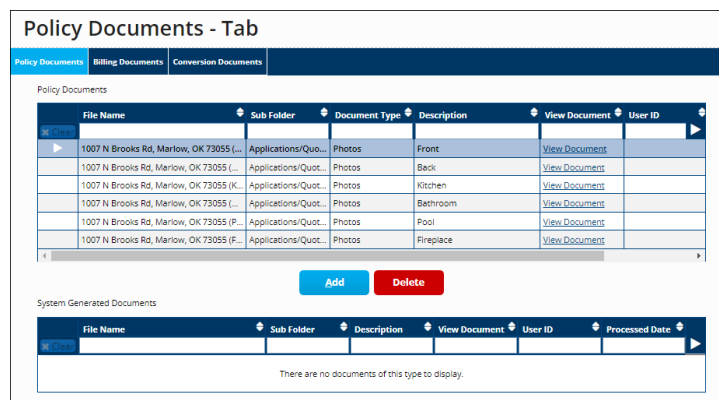 Policy Documents - Tab
Policy Documents Billing Documents Conversion Documents
Policy Documents
File Name Sub Folder Document Type Description View Document User ID
Clear
1007 N Brooks Rd, Marlow, OK 73055 (... Applications/Quo... Photos Front View Document
1007 N Brooks Rd, Marlow, OK 73055 (... Applications/Quot... Photos Back View Document
1007 N Brooks Rd, Marlow, OK 73055 (K... Applications/Quot... Photos Kitchen View Document
1007 N Brooks Rd, Marlow, OK 73055 (... Applications/Quot... Photos Bathroom View Document
1007 N Brooks Rd, Marlow, OK 73055 (P... Applications/Quot... Photos Pool View Document
1007 N Brooks Rd, Marlow, OK 73055 (F... Applications/Quot... Photos Fireplace View Document
Add Delete
System Generated Documents
File Name Sub Folder Description View Document User ID Processed Date
Clear
There are no documents of this type to display.